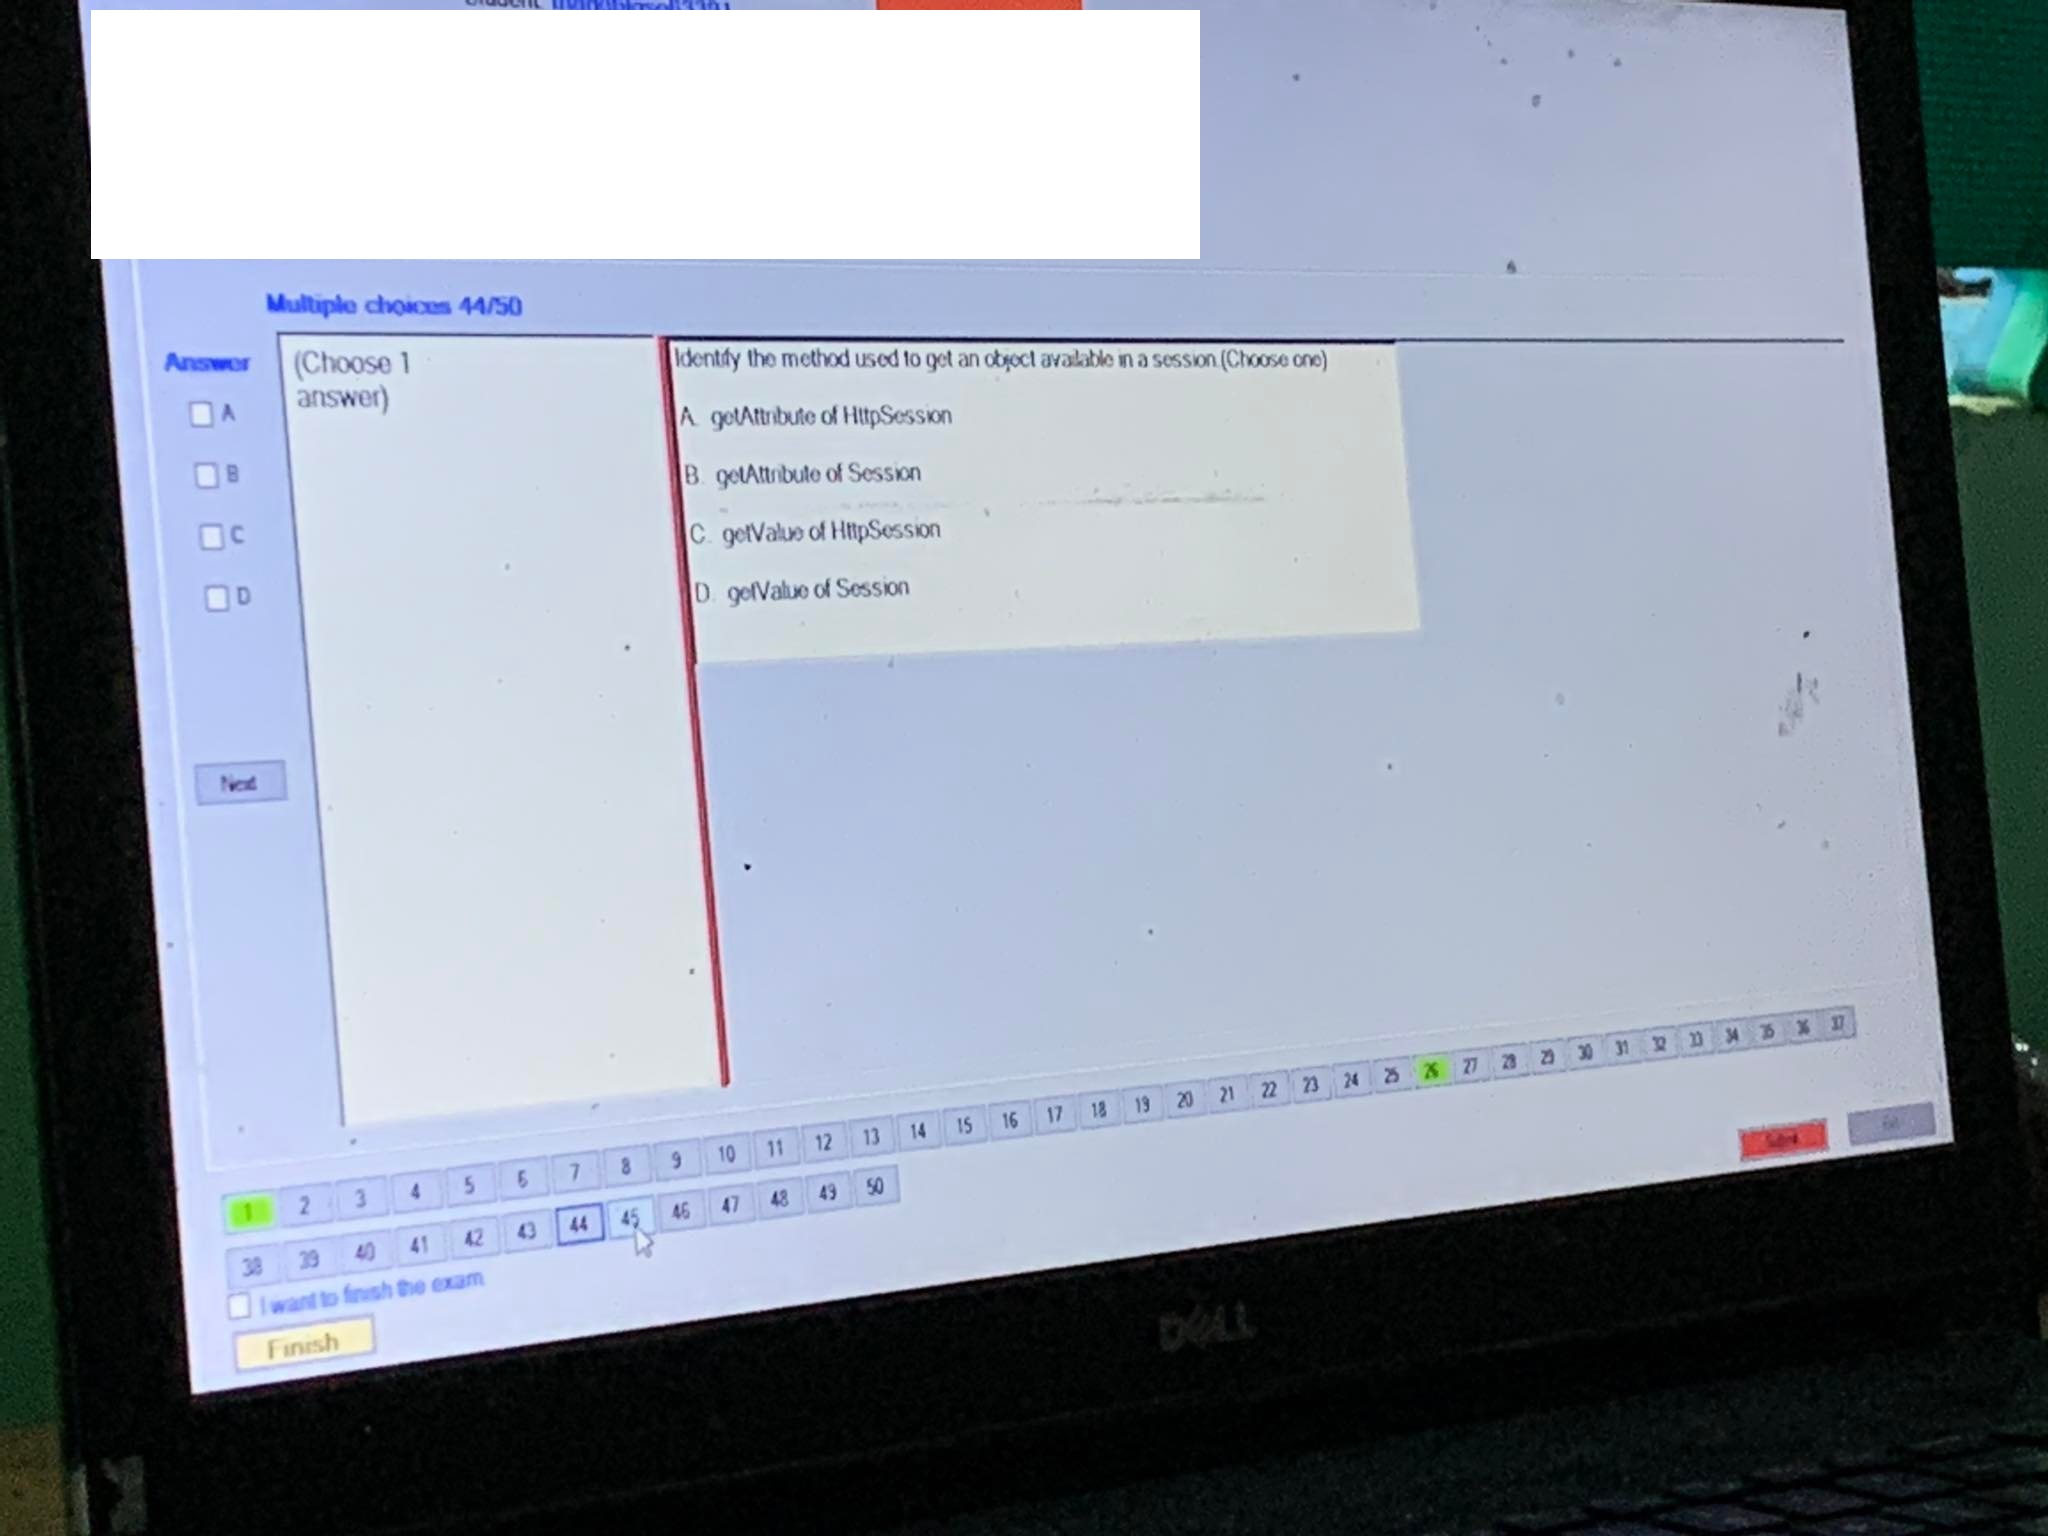 Multiple choices 44/50
Answer
(Choose 1
answer)
A
B
C
D
Next
Identify the method used to get an object available in a session.(Choose one)
A. getAttribute of HttpSession
B. getAttribute of Session
C. getValue of HttpSession
D. getValue of Session
1 2 3 4 5 6 7 8 9 10 11 12 13 14 15 16 17 18 19 20 21 22 23 24 25 26 27 28 29 30 31 32 33 34 35 36 37
38 39 40 41 42 43 44 45 46 47 48 49 50
I want to finish the exam
Finish
Submit
DELL